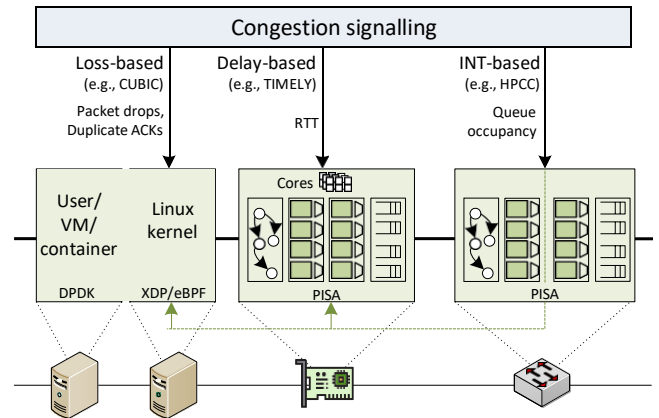 Congestion signalling
Loss-based
(e.g., CUBIC)
Packet drops,
Duplicate ACKs
Delay-based
(e.g., TIMELY)
RTT
INT-based
(e.g., HPCC)
Queue
occupancy
User/
VM/
container
DPDK
Linux
kernel
XDP/eBPF
Cores
PISA
PISA